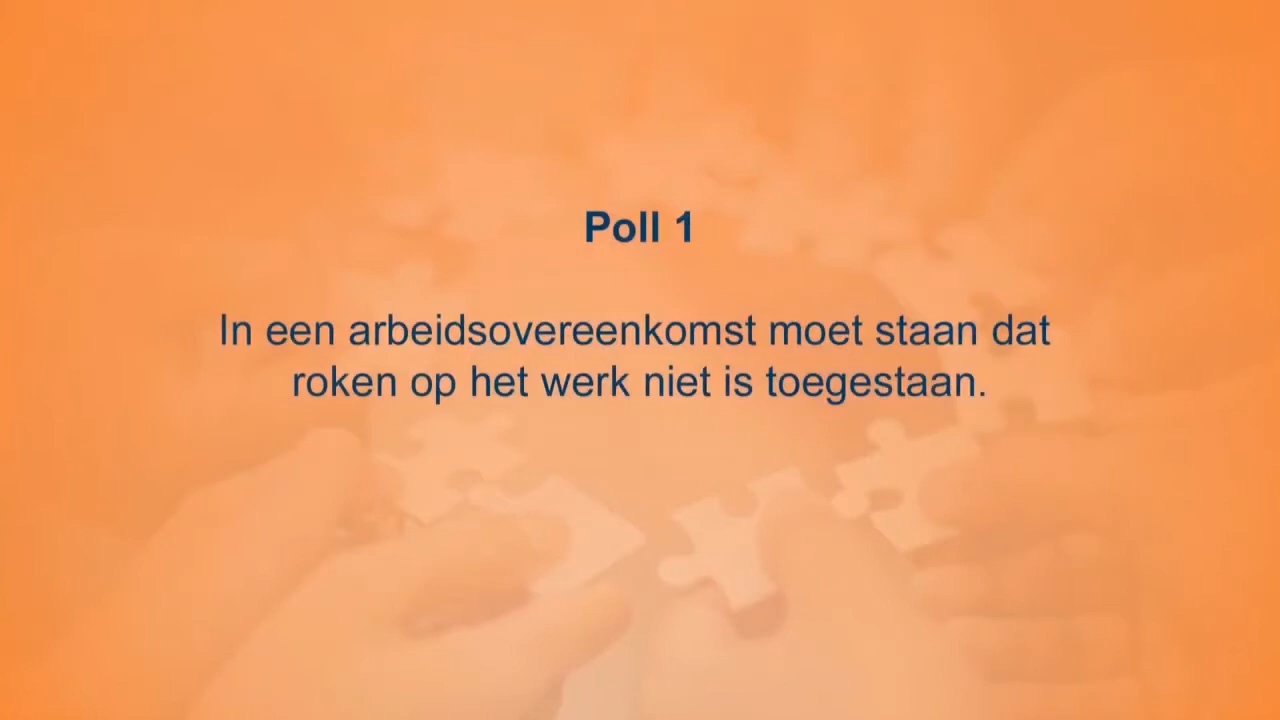 Poll 1
In een arbeidsovereenkomst moet staan dat
roken op het werk niet is toegestaan.